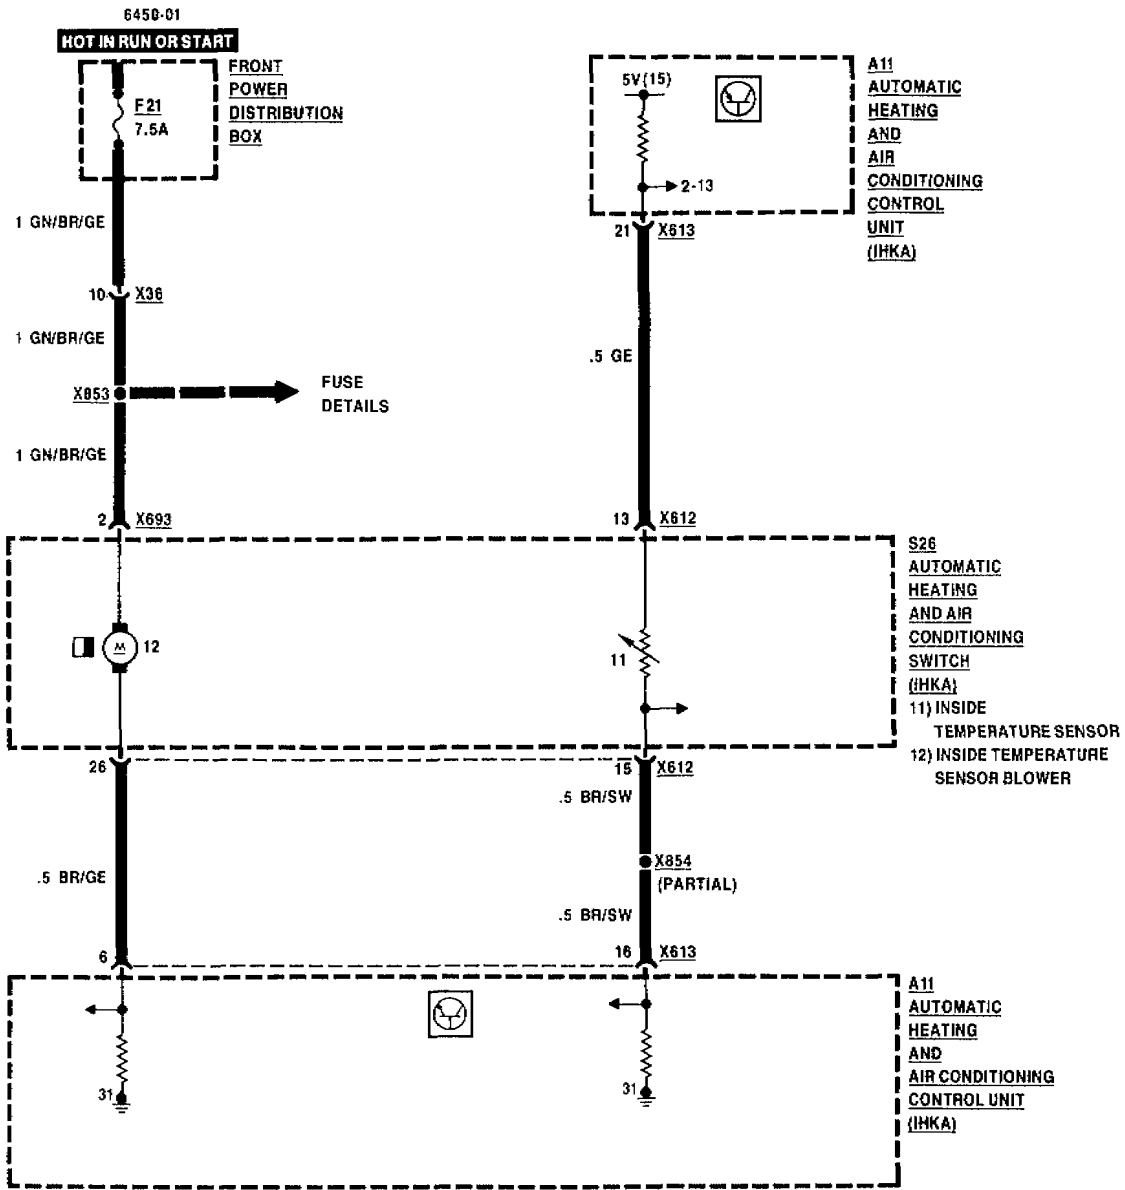 6450-01
HOT IN RUN OR START
FRONT
POWER
DISTRIBUTION
BOX
F21
7.5A
5V(15)
2-13
A11
AUTOMATIC
HEATING
AND
AIR
CONDITIONING
CONTROL
UNIT
(IHKA)
1 GN/BR/GE
21 X613
10 X36
1 GN/BR/GE
.5 GE
X853
FUSE
DETAILS
1 GN/BR/GE
2 X693
13 X612
S26
AUTOMATIC
HEATING
AND AIR
CONDITIONING
SWITCH
(IHKA)
11) INSIDE
TEMPERATURE SENSOR
12) INSIDE TEMPERATURE
SENSOR BLOWER
M 12
11
26
15 X612
.5 BR/SW
X854
(PARTIAL)
.5 BR/GE
.5 BR/SW
6
16 X613
A11
AUTOMATIC
HEATING
AND
AIR CONDITIONING
CONTROL UNIT
(IHKA)
31
31